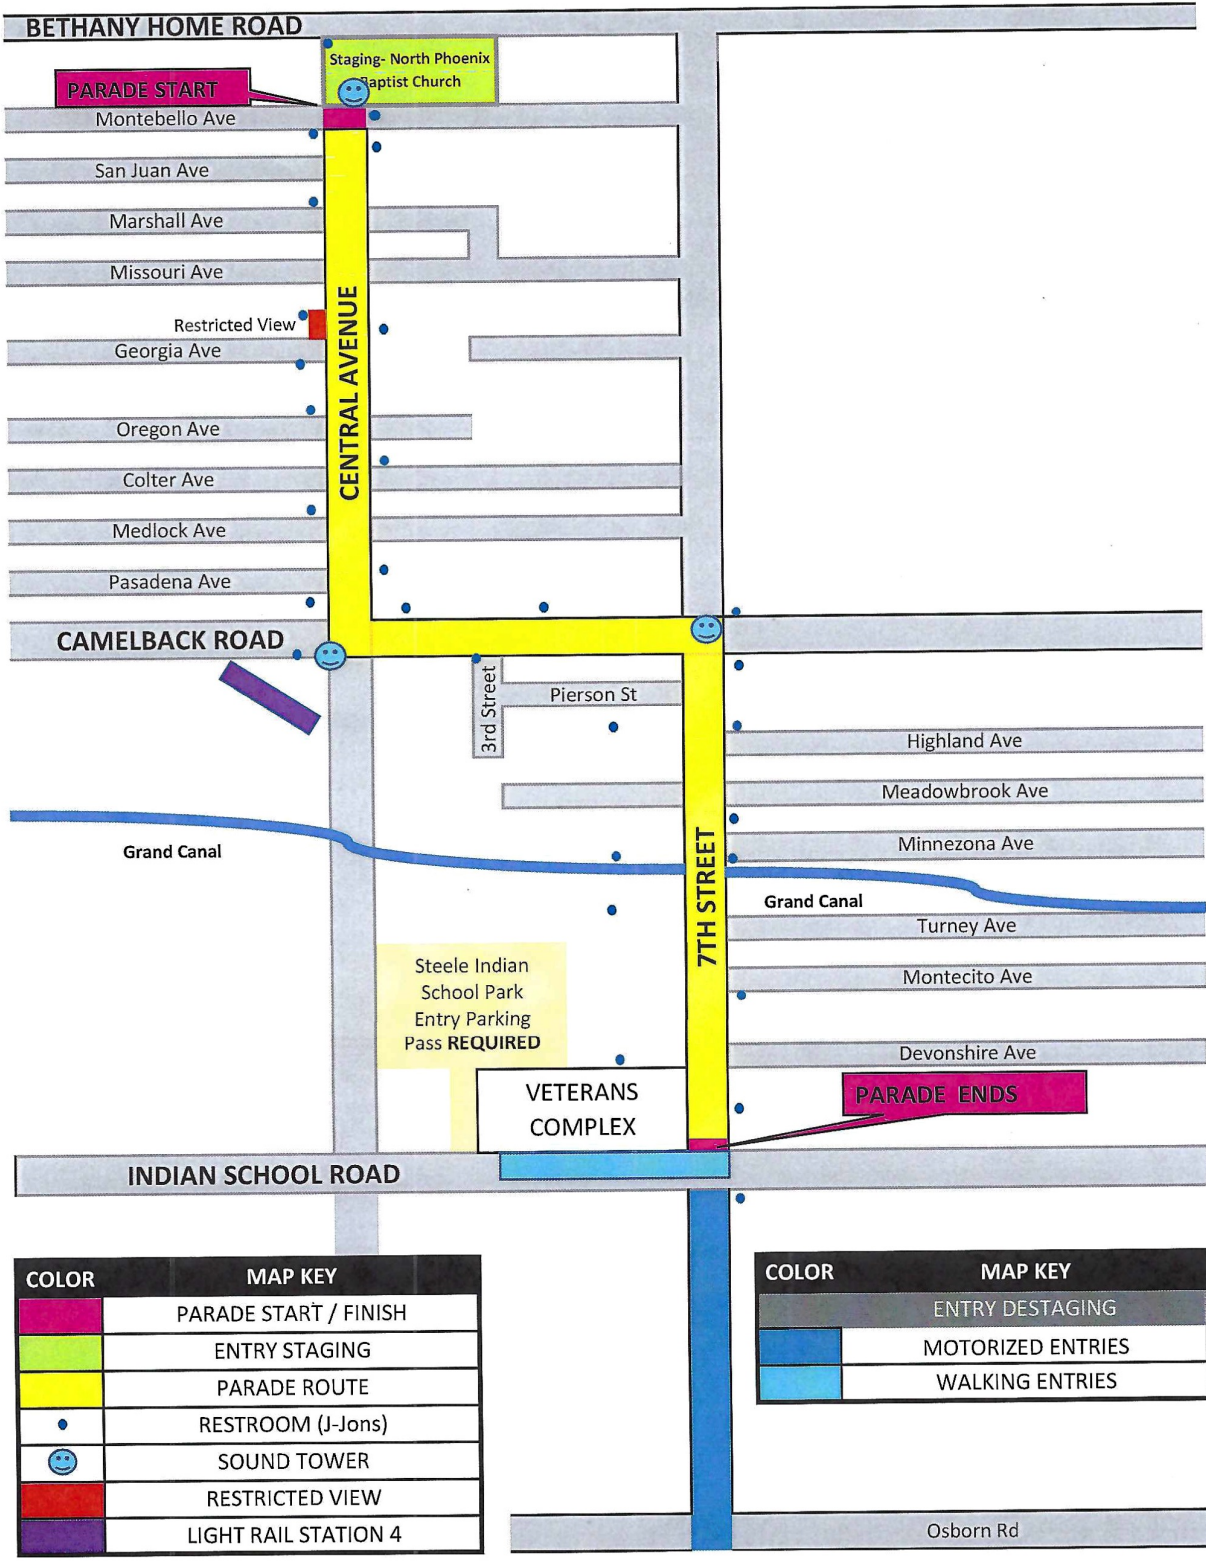 BETHANY HOME ROAD
Staging- North Phoenix
Baptist Church
PARADE START
Montebello Ave
San Juan Ave
Marshall Ave
Missouri Ave
Restricted View
Georgia Ave
CENTRAL AVENUE
Oregon Ave
Colter Ave
Medlock Ave
Pasadena Ave
CAMELBACK ROAD
3rd Street
Pierson St
Highland Ave
Meadowbrook Ave
7TH STREET
Minnezona Ave
Grand Canal
Grand Canal
Turney Ave
Montecito Ave
Steele Indian
School Park
Entry Parking
Pass REQUIRED
Devonshire Ave
VETERANS
COMPLEX
PARADE ENDS
INDIAN SCHOOL ROAD
COLOR MAP KEY
PARADE START / FINISH
ENTRY STAGING
PARADE ROUTE
RESTROOM (J-Jons)
SOUND TOWER
RESTRICTED VIEW
LIGHT RAIL STATION 4
COLOR MAP KEY
ENTRY DESTAGING
MOTORIZED ENTRIES
WALKING ENTRIES
Osborn Rd